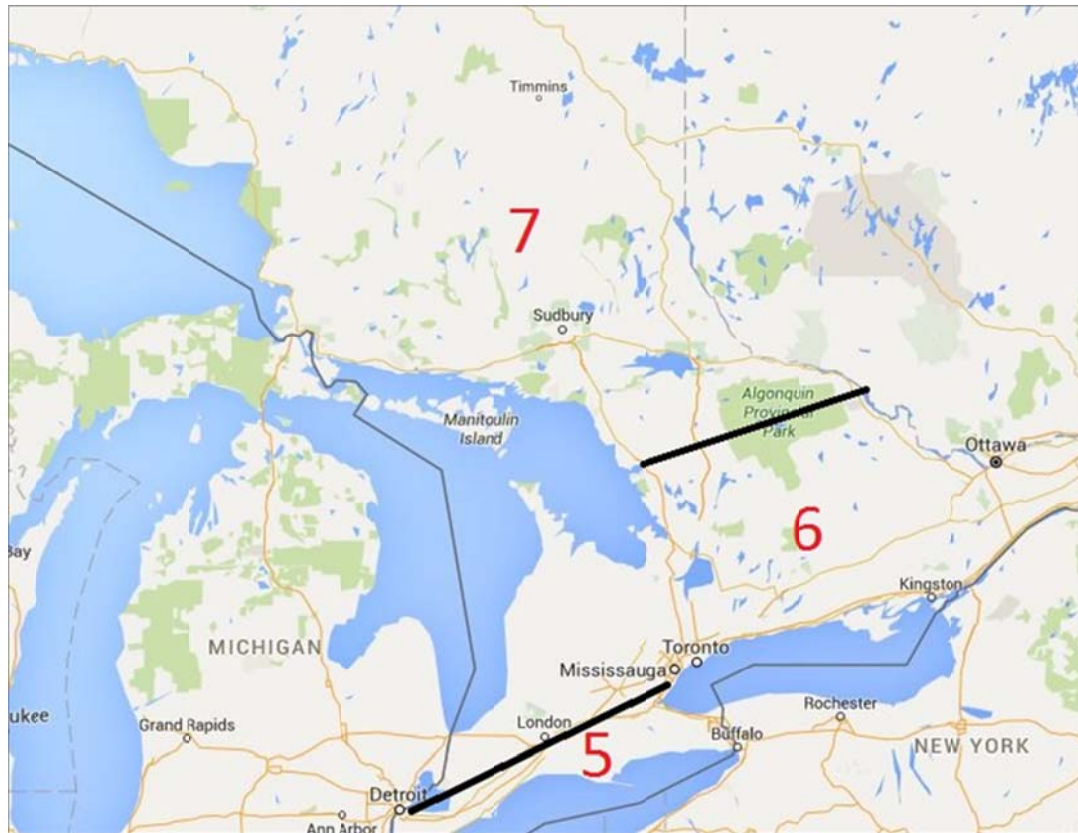 Timmins
7
Sudbury
Manitoulin
Island
Algonquin
Provincial
Park
Ottawa
6
Bay
Kingston
MICHIGAN
Toronto
Mississauga
ukee
Grand Rapids
London
Rochester
Buffalo
NEW YORK
5
Detroit
Ann Arbor